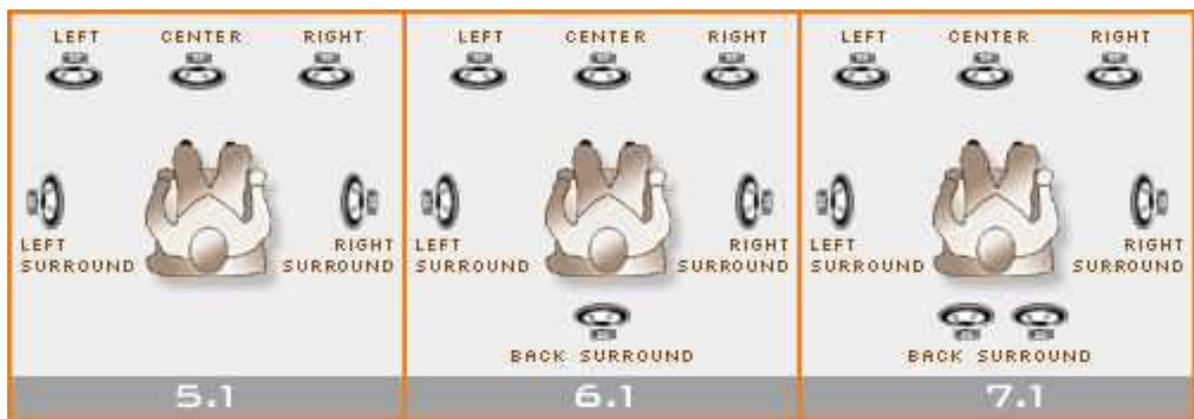 LEFT CENTER RIGHT
LEFT SURROUND
RIGHT SURROUND
5.1
LEFT CENTER RIGHT
LEFT SURROUND
RIGHT SURROUND
BACK SURROUND
6.1
LEFT CENTER RIGHT
LEFT SURROUND
RIGHT SURROUND
BACK SURROUND
7.1